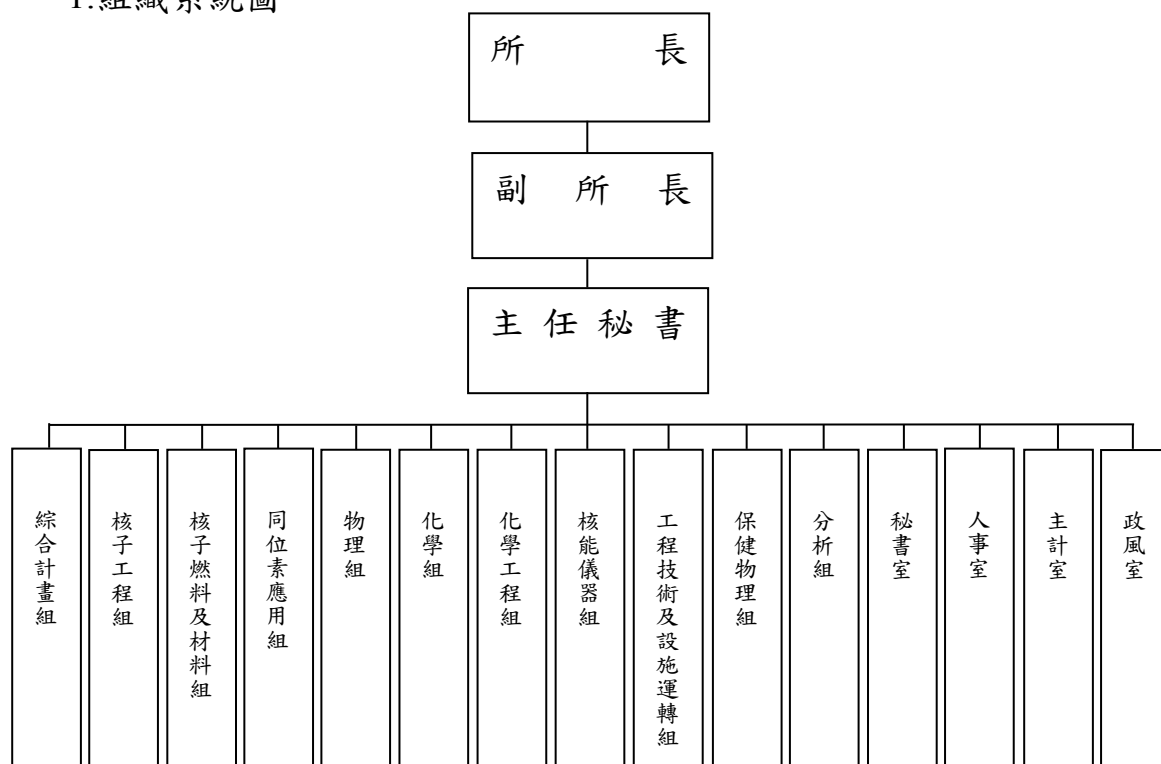 1.組織系統圖
所長
副所長
主任秘書
綜合計畫組
核子工程組
核子燃料及材料組
同位素應用組
物理組
化學組
化學工程組
核能儀器組
工程技術及設施運轉組
保健物理組
分析組
秘書室
人事室
主計室
政風室